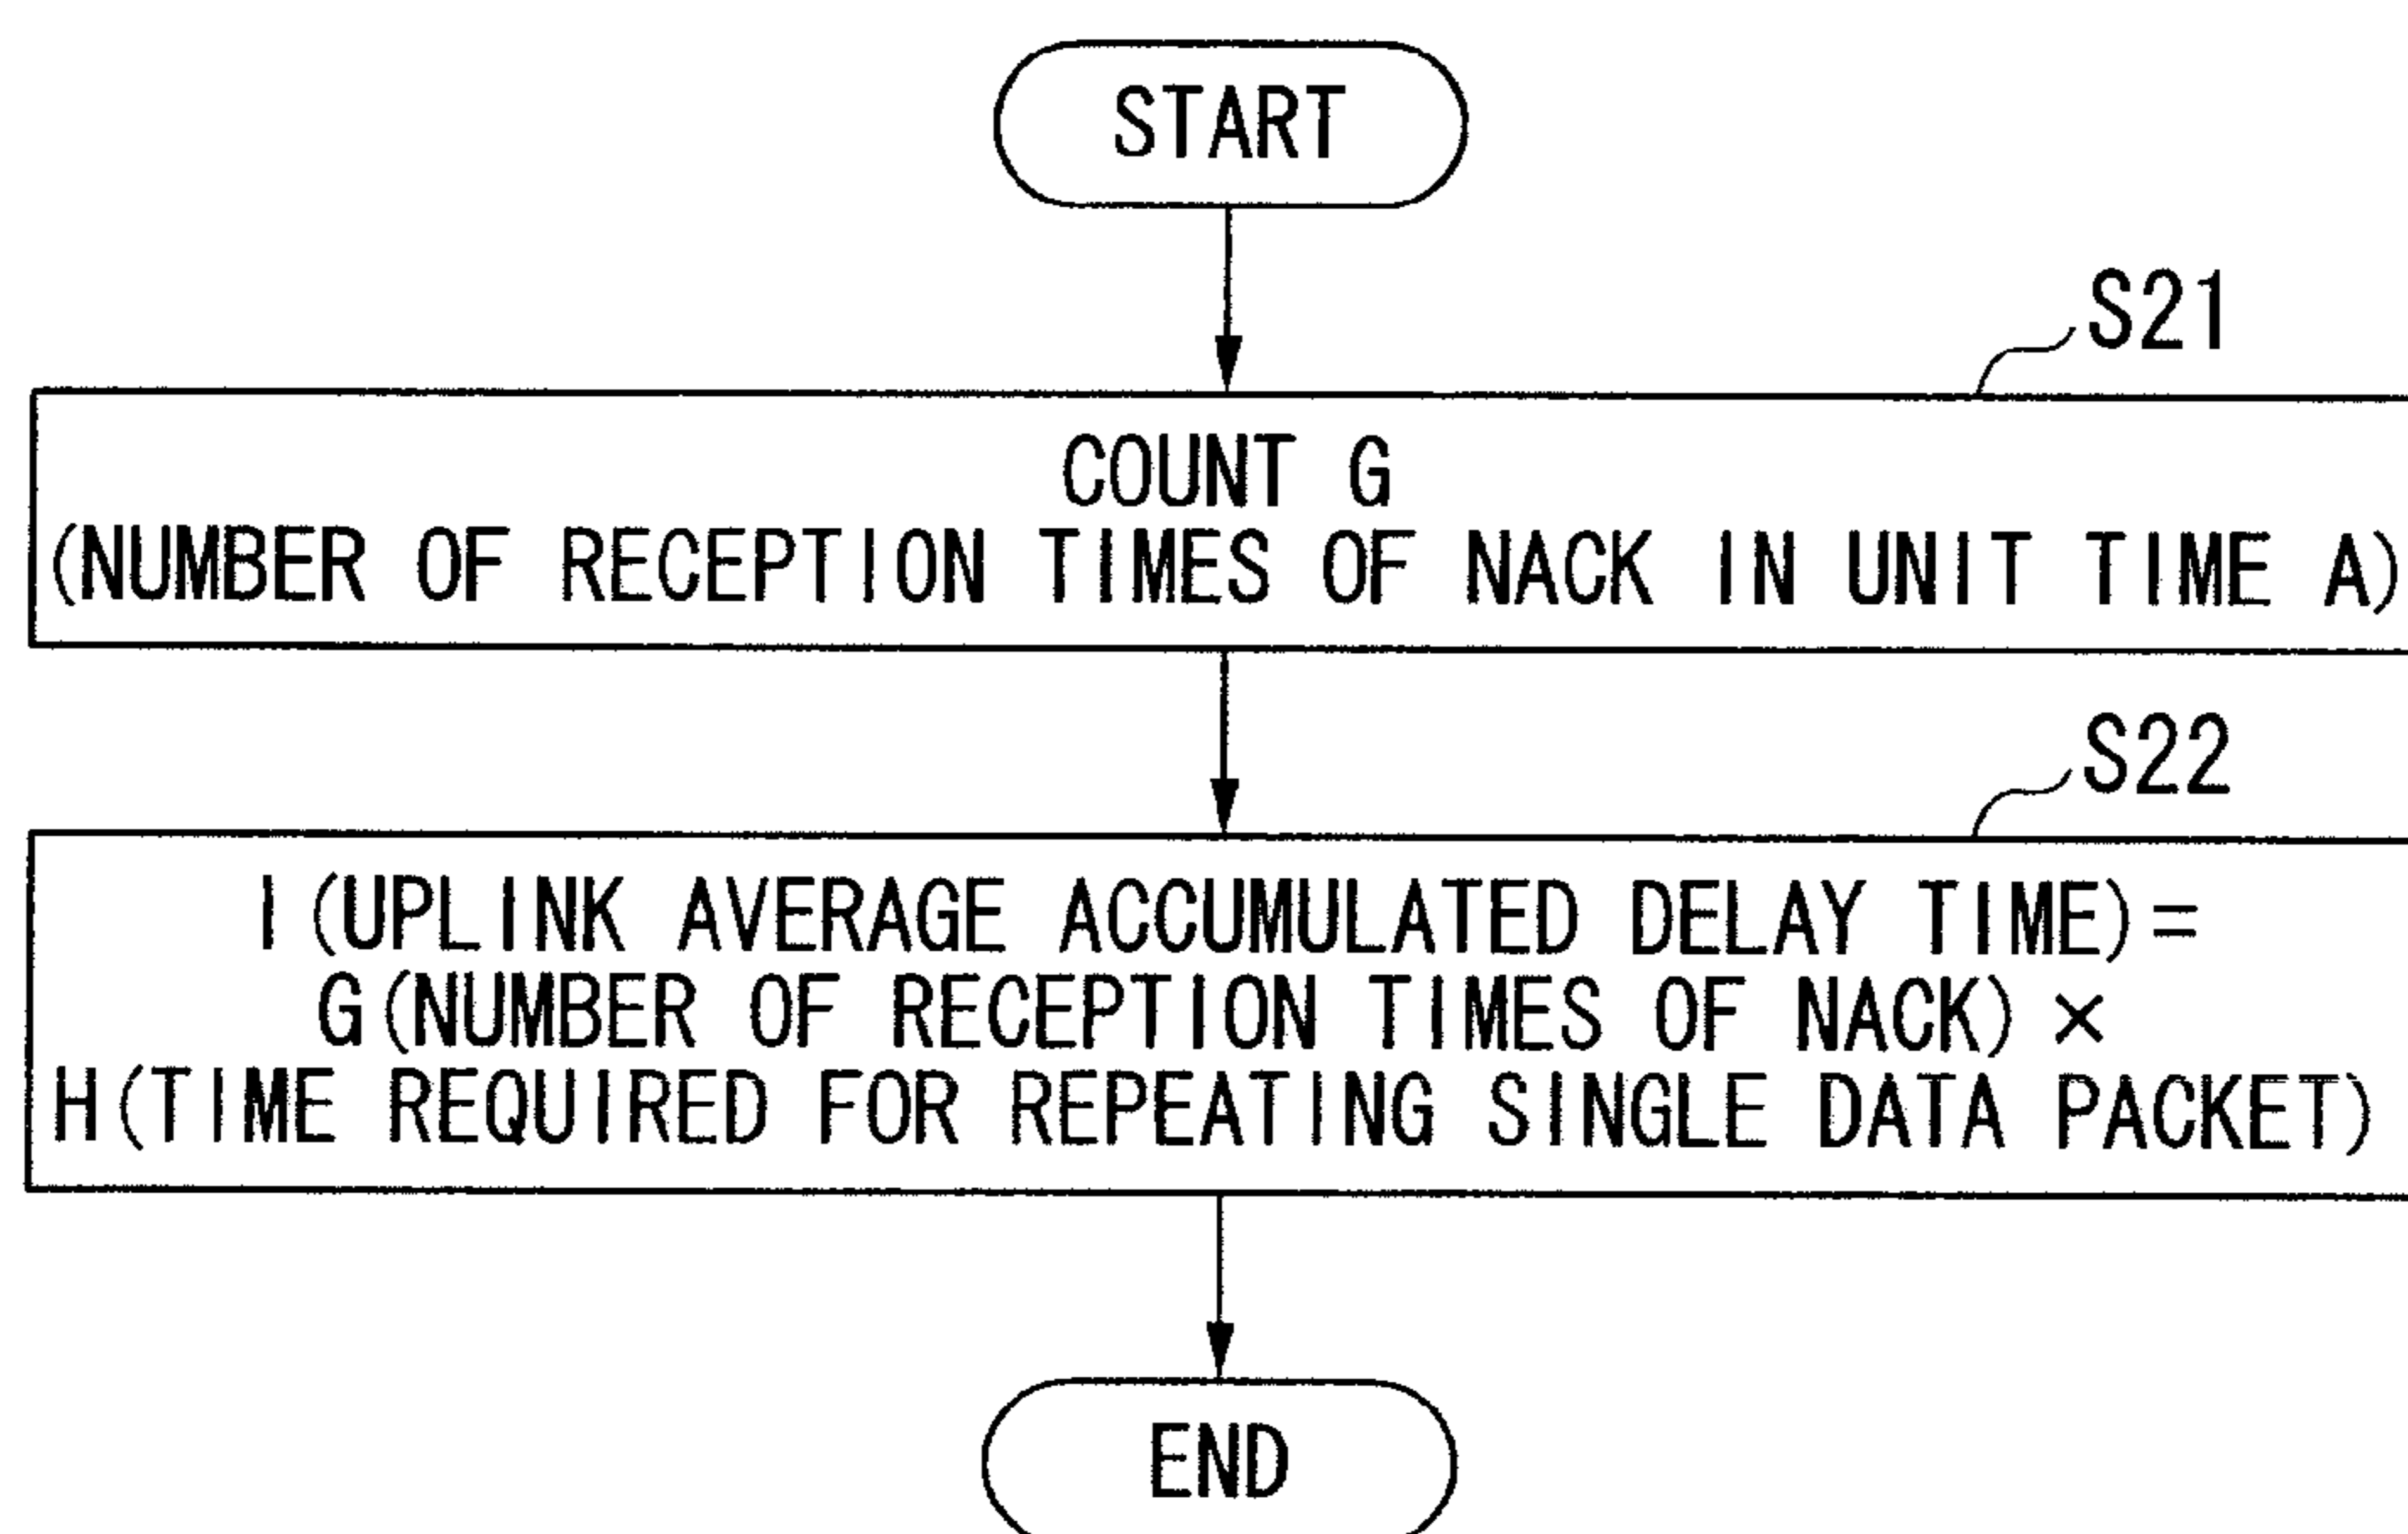 START
S21
COUNT G
(NUMBER OF RECEPTION TIMES OF NACK IN UNIT TIME A)
S22
I (UPLINK AVERAGE ACCUMULATED DELAY TIME)=
G(NUMBER OF RECEPTION TIMES OF NACK)×
H(TIME REQUIRED FOR REPEATING SINGLE DATA PACKET)
END